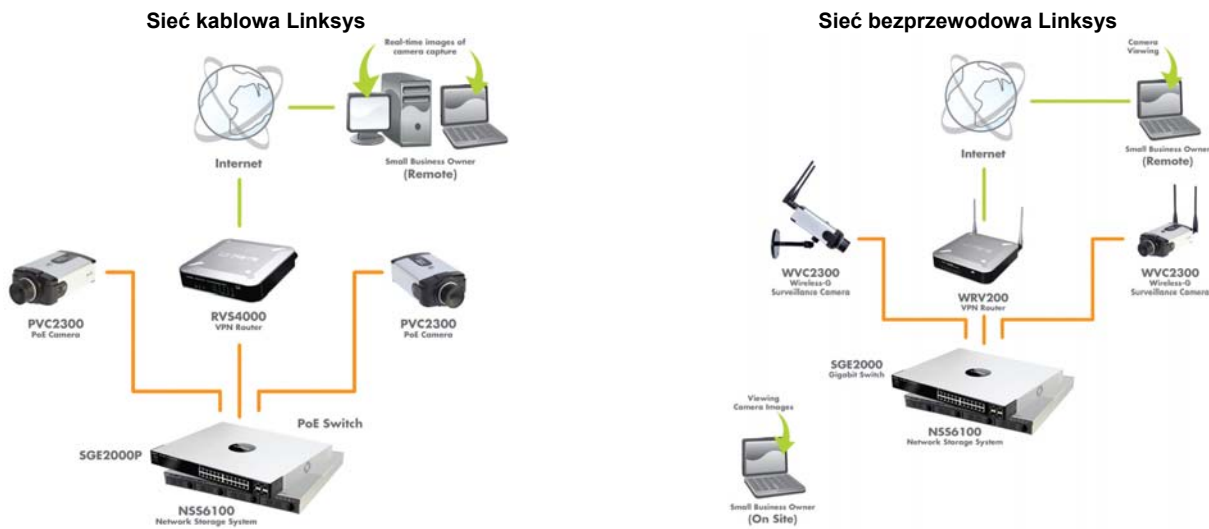 Sieć kablowa Linksys
Real-time images of
camera capture
Internet
Small Business Owner
(Remote)
PVC2300
PoE Camera
RVS4000
VPN Router
PVC2300
PoE Camera
PoE Switch
SGE2000P
NSS6100
Network Storage System
Sieć bezprzewodowa Linksys
Camera
Viewing
Internet
Small Business Owner
(Remote)
WVC2300
Wireless-G
Surveillance Camera
WRV200
VPN Router
WVC2300
Wireless-G
Surveillance Camera
SGE2000
Gigabit Switch
NSS6100
Network Storage System
Viewing
Camera Images
Small Business Owner
(On Site)